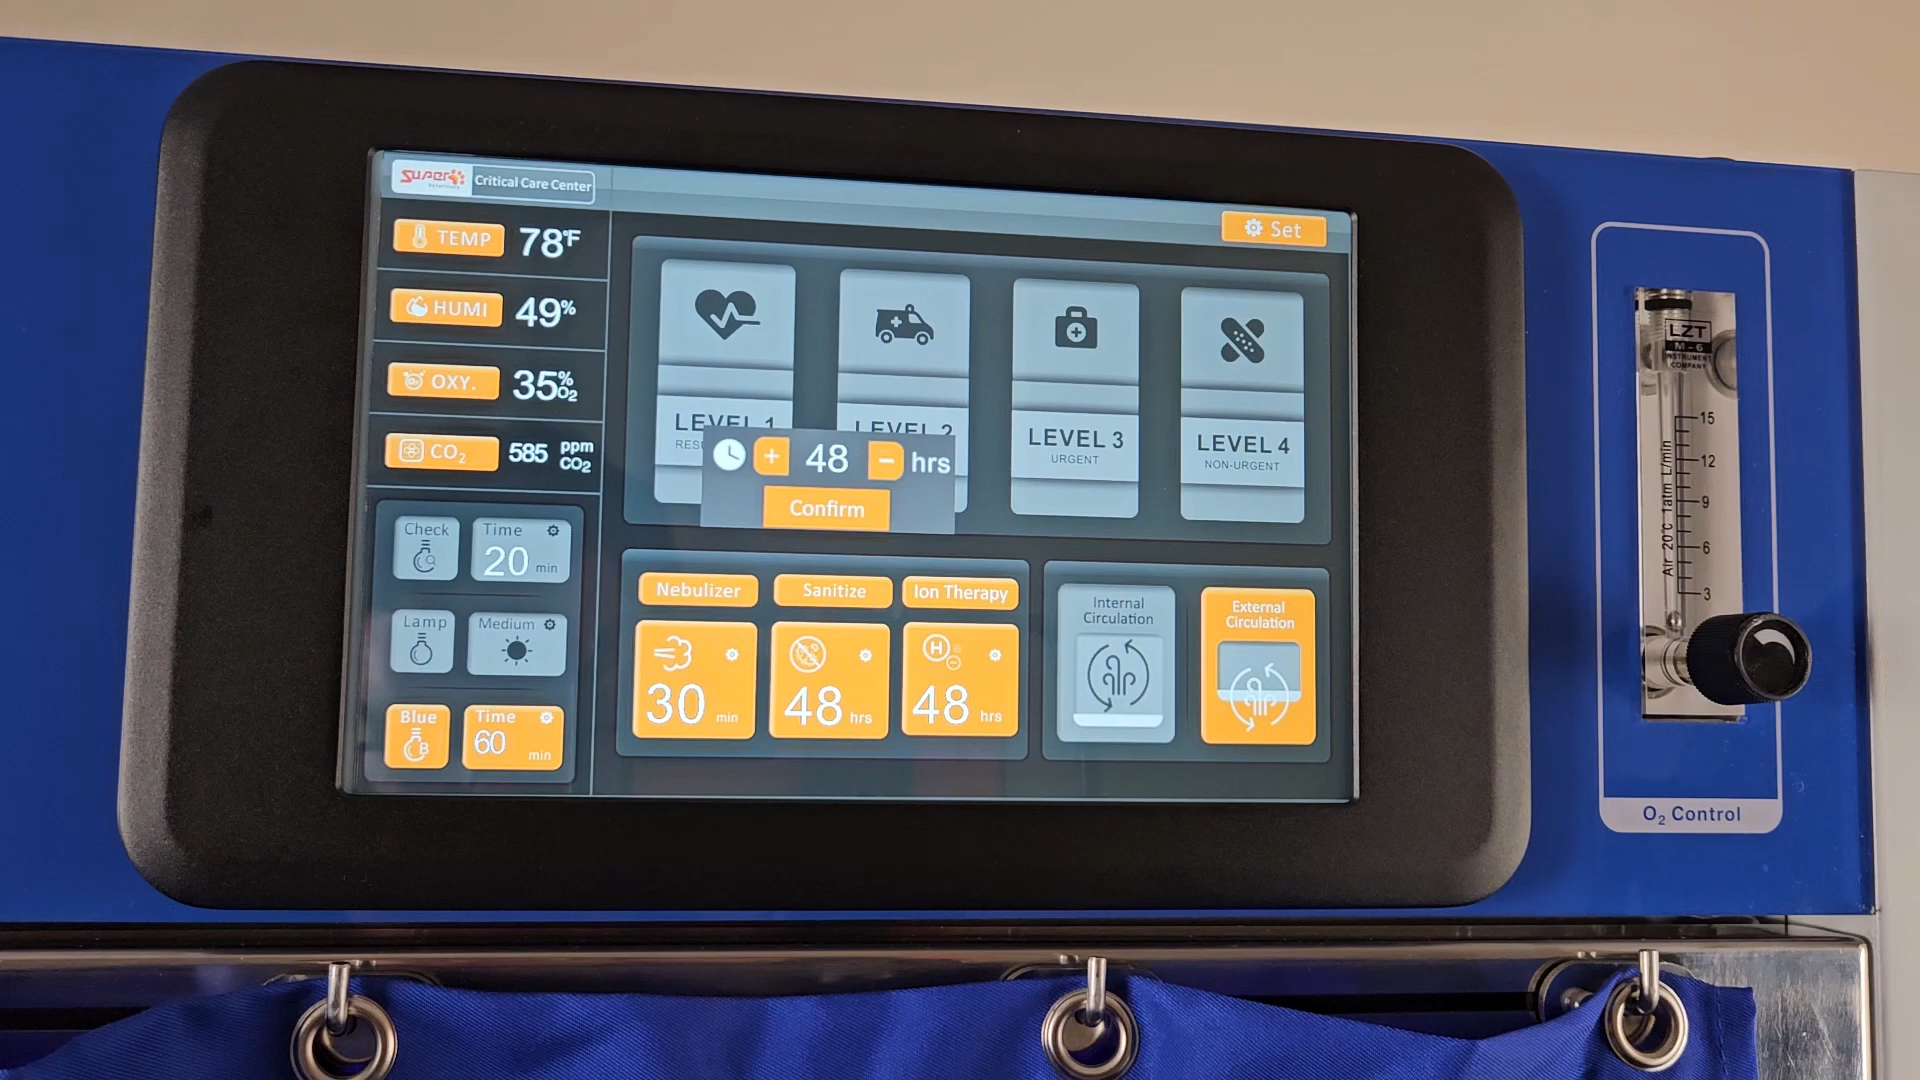 Super
Veterinary
Critical Care Center
Set
TEMP 78°F
HUMI 49%
OXY. 35%O₂
CO₂ 585 ppm CO₂
Check
Time
20 min
Lamp
Medium
Blue
B
Time
60 min
LEVEL 1
LEVEL 2
LEVEL 3
URGENT
LEVEL 4
NON-URGENT
+ 48 − hrs
Confirm
Nebulizer
Sanitize
Ion Therapy
30 min
48 hrs
H
48 hrs
Internal
Circulation
External
Circulation
LZT
M-6
INSTRUMENT
COMPANY
Air 20℃ 1atm L/min
15
12
9
6
3
O₂ Control